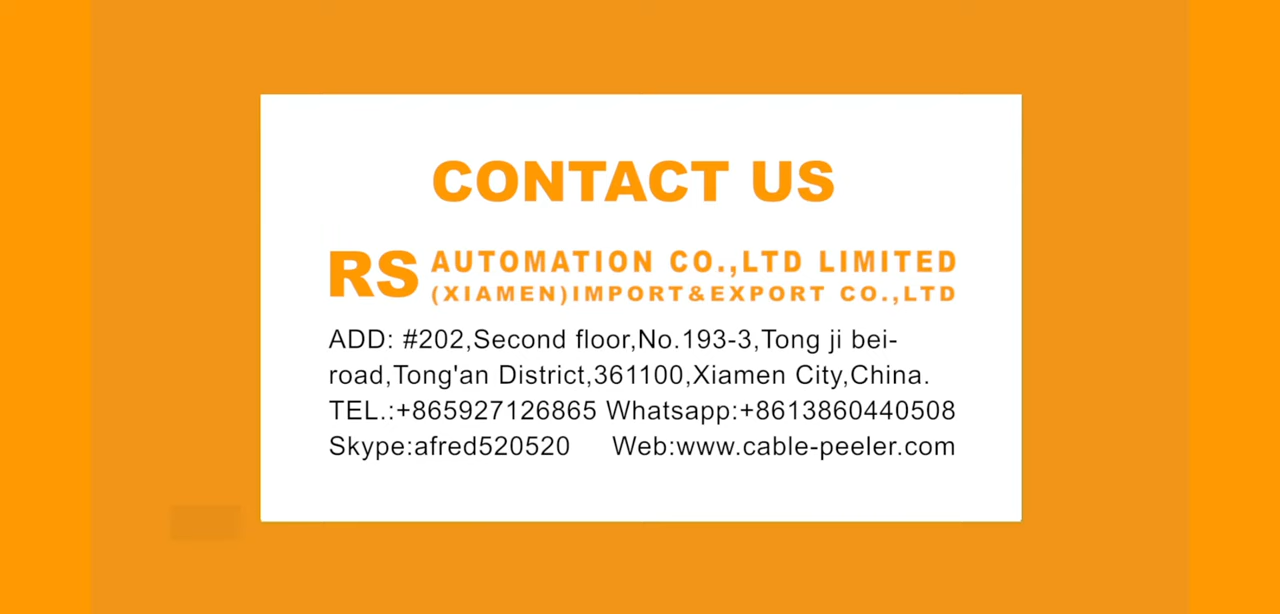 CONTACT US
RS AUTOMATION CO.,LTD LIMITED
(XIAMEN)IMPORT&EXPORT CO.,LTD
ADD: #202,Second floor,No.193-3,Tong ji bei-
road,Tong'an District,361100,Xiamen City,China.
TEL.:+865927126865 Whatsapp:+8613860440508
Skype:afred520520 Web:www.cable-peeler.com